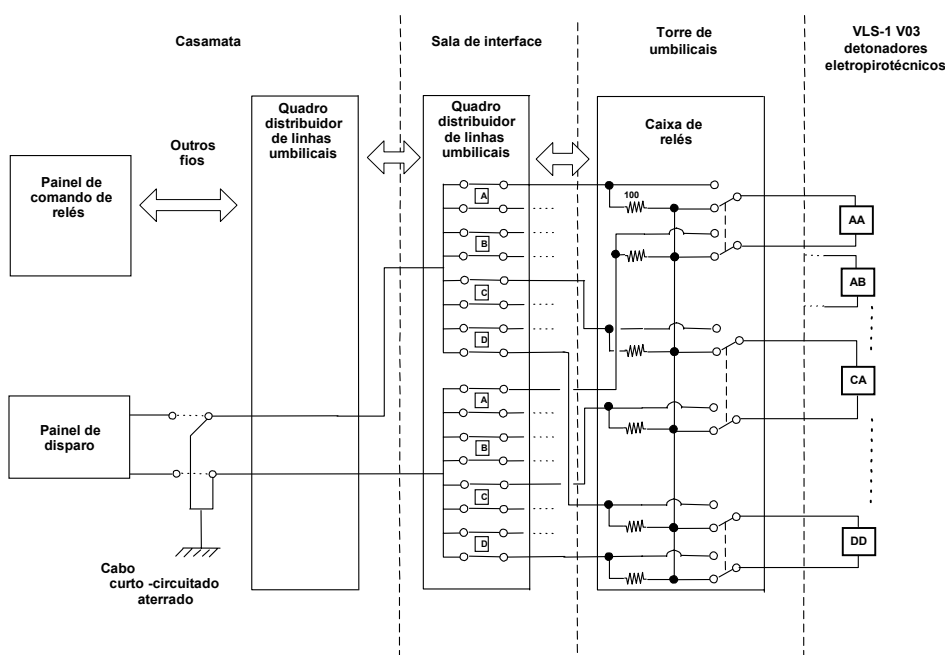 Casamata
Sala de interface
Torre de
umbilicais
VLS-1 V03
detonadores
eletropirotécnicos
Quadro
distribuidor
de linhas
umbilicais
Quadro
distribuidor
de linhas
umbilicais
Caixa de
relés
Outros
fios
Painel de
comando de
relés
A
B
C
D
A
B
C
D
100
AA
AB
CA
DD
Painel de
disparo
Cabo
curto -circuitado
aterrado